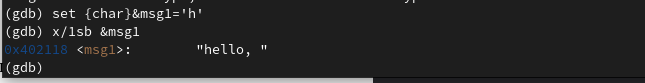 (gdb) set {char}&msg1='h'
(gdb) x/1sb &msg1
0x402118 <msg1>:        "hello, "
(gdb)